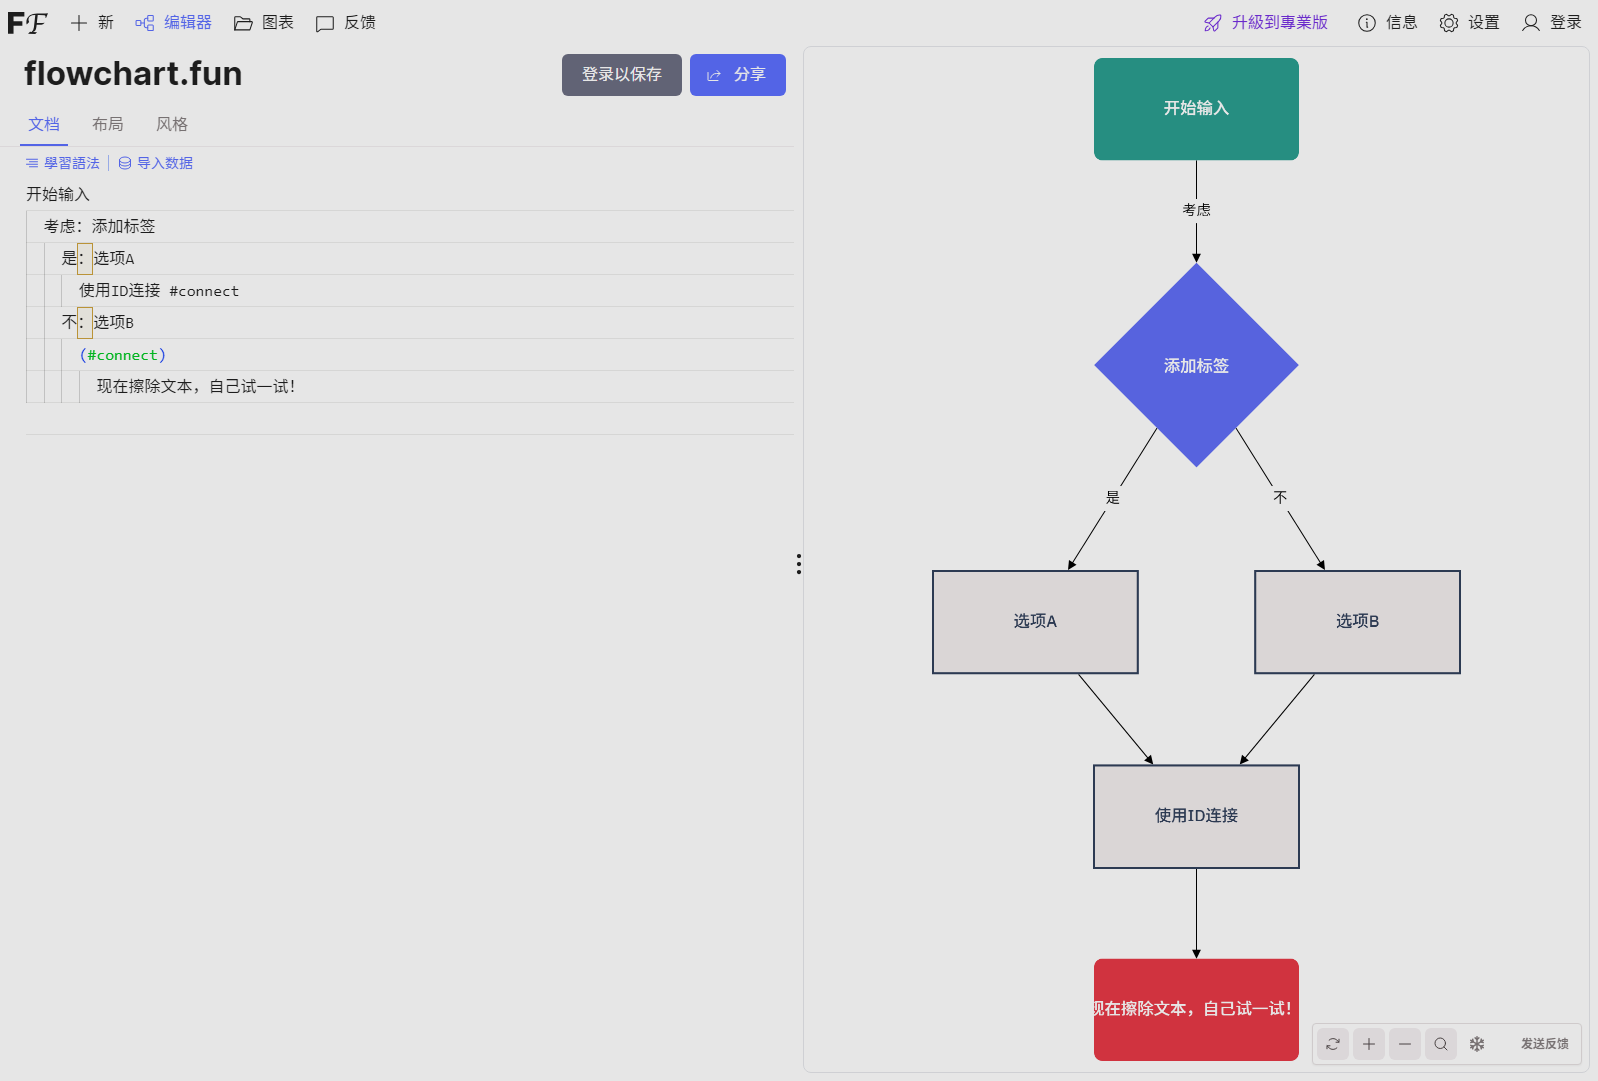 FF 新 编辑器 图表 反馈 升級到專業版 信息 设置 登录
flowchart.fun
登录以保存 分享
文档 布局 风格
學習語法 导入数据
开始输入
考虑：添加标签
是：选项A
使用ID连接 #connect
不：选项B
(#connect)
现在擦除文本，自己试一试！
开始输入
考虑
添加标签
是 不
选项A 选项B
使用ID连接
现在擦除文本，自己试一试！
发送反馈